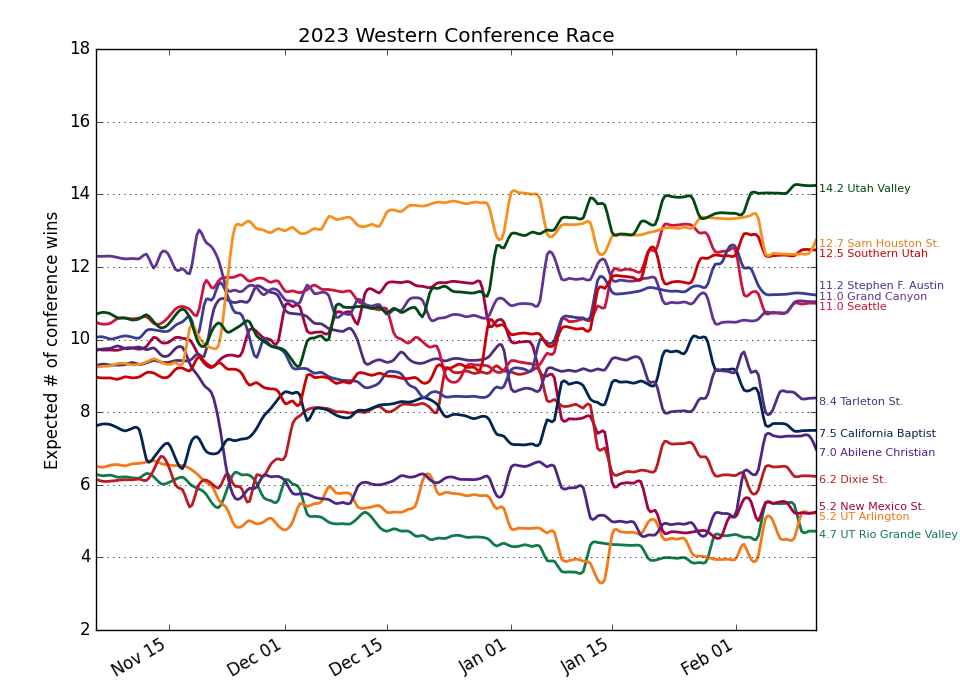 2023 Western Conference Race
Expected # of conference wins
18
16
14
12
10
8
6
4
2
Nov 15
Dec 01
Dec 15
Jan 01
Jan 15
Feb 01
14.2 Utah Valley
12.7 Sam Houston St.
12.5 Southern Utah
11.2 Stephen F. Austin
11.0 Grand Canyon
11.0 Seattle
8.4 Tarleton St.
7.5 California Baptist
7.0 Abilene Christian
6.2 Dixie St.
5.2 New Mexico St.
5.2 UT Arlington
4.7 UT Rio Grande Valley